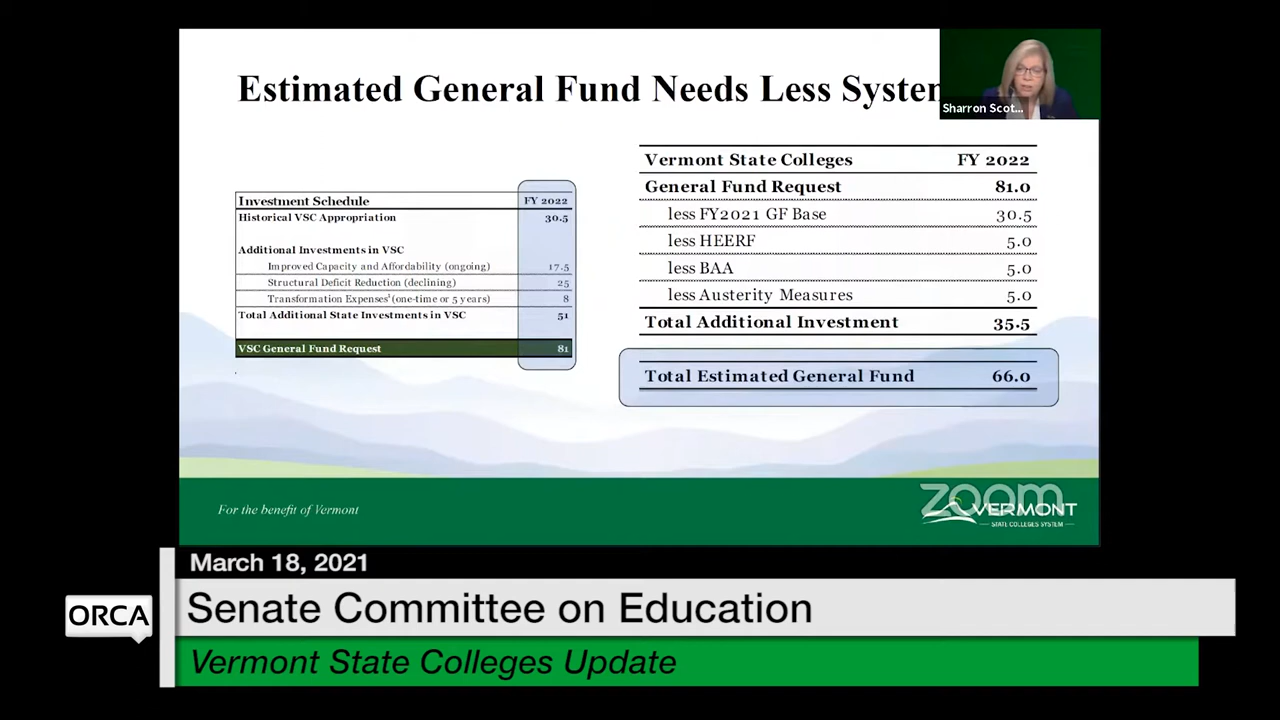 Estimated General Fund Needs Less
Sharron Scot...
Investment Schedule FY 2022
Historical VSC Appropriation 30.5
Additional Investments in VSC
Improved Capacity and Affordability (ongoing) 17.5
Structural Deficit Reduction (declining) 25
Transformation Expenses¹ (one-time or 5 years) 8
Total Additional State Investments in VSC 51
VSC General Fund Request 81
Vermont State Colleges FY 2022
General Fund Request 81.0
less FY2021 GF Base 30.5
less HEERF 5.0
less BAA 5.0
less Austerity Measures 5.0
Total Additional Investment 35.5
Total Estimated General Fund 66.0
For the benefit of Vermont
zoom
VERMONT
STATE COLLEGES SYSTEM
March 18, 2021
ORCA
Senate Committee on Education
Vermont State Colleges Update